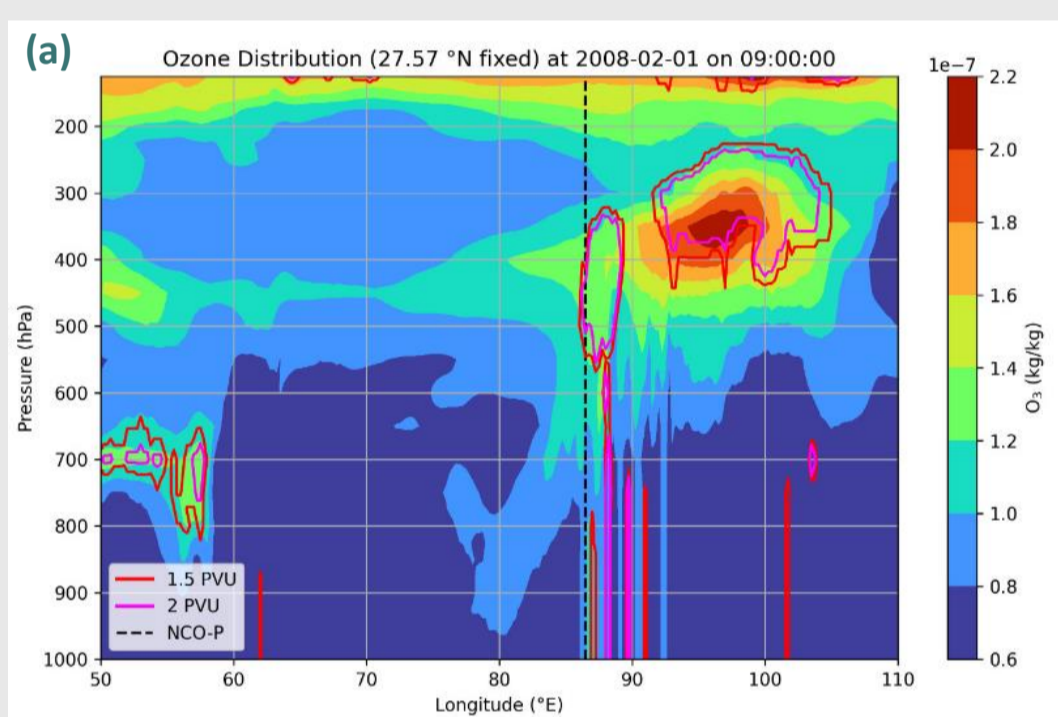 (a)
Ozone Distribution (27.57 °N fixed) at 2008-02-01 on 09:00:00
1e−7
Pressure (hPa)
200
300
400
500
600
700
800
900
1000
1.5 PVU
2 PVU
NCO-P
50
60
70
80
90
100
110
Longitude (°E)
2.2
2.0
1.8
1.6
1.4
1.2
1.0
0.8
0.6
O₃ (kg/kg)